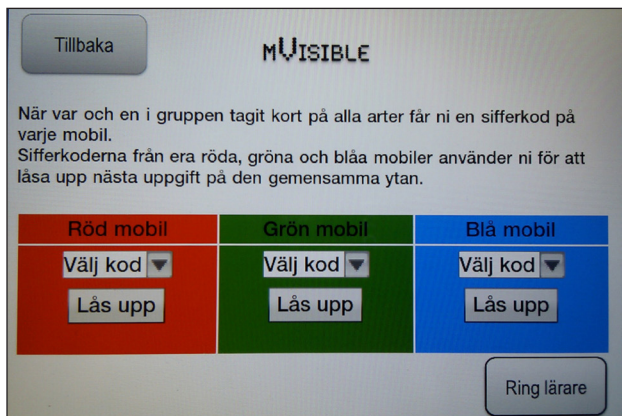 Tillbaka
mVISIBLE
När var och en i gruppen tagit kort på alla arter får ni en sifferkod på
varje mobil.
Sifferkoderna från era röda, gröna och blåa mobiler använder ni för att
låsa upp nästa uppgift på den gemensamma ytan.
Röd mobil Grön mobil Blå mobil
Välj kod Välj kod Välj kod
Lås upp Lås upp Lås upp
Ring lärare